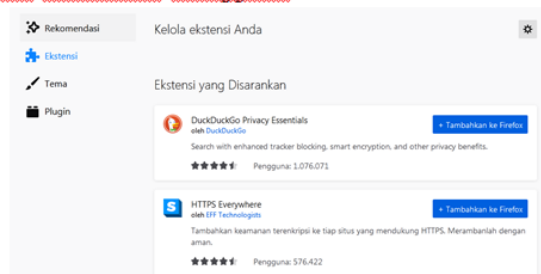 Rekomendasi
Ekstensi
Tema
Plugin
Kelola ekstensi Anda
Ekstensi yang Disarankan
DuckDuckGo Privacy Essentials
oleh DuckDuckGo
+ Tambahkan ke Firefox
Search with enhanced tracker blocking, smart encryption, and other privacy benefits.
Pengguna: 1.076.071
HTTPS Everywhere
oleh EFF Technologists
+ Tambahkan ke Firefox
Tambahkan keamanan terenkripsi ke tiap situs yang mendukung HTTPS. Merambanlah dengan
aman.
Pengguna: 576.422